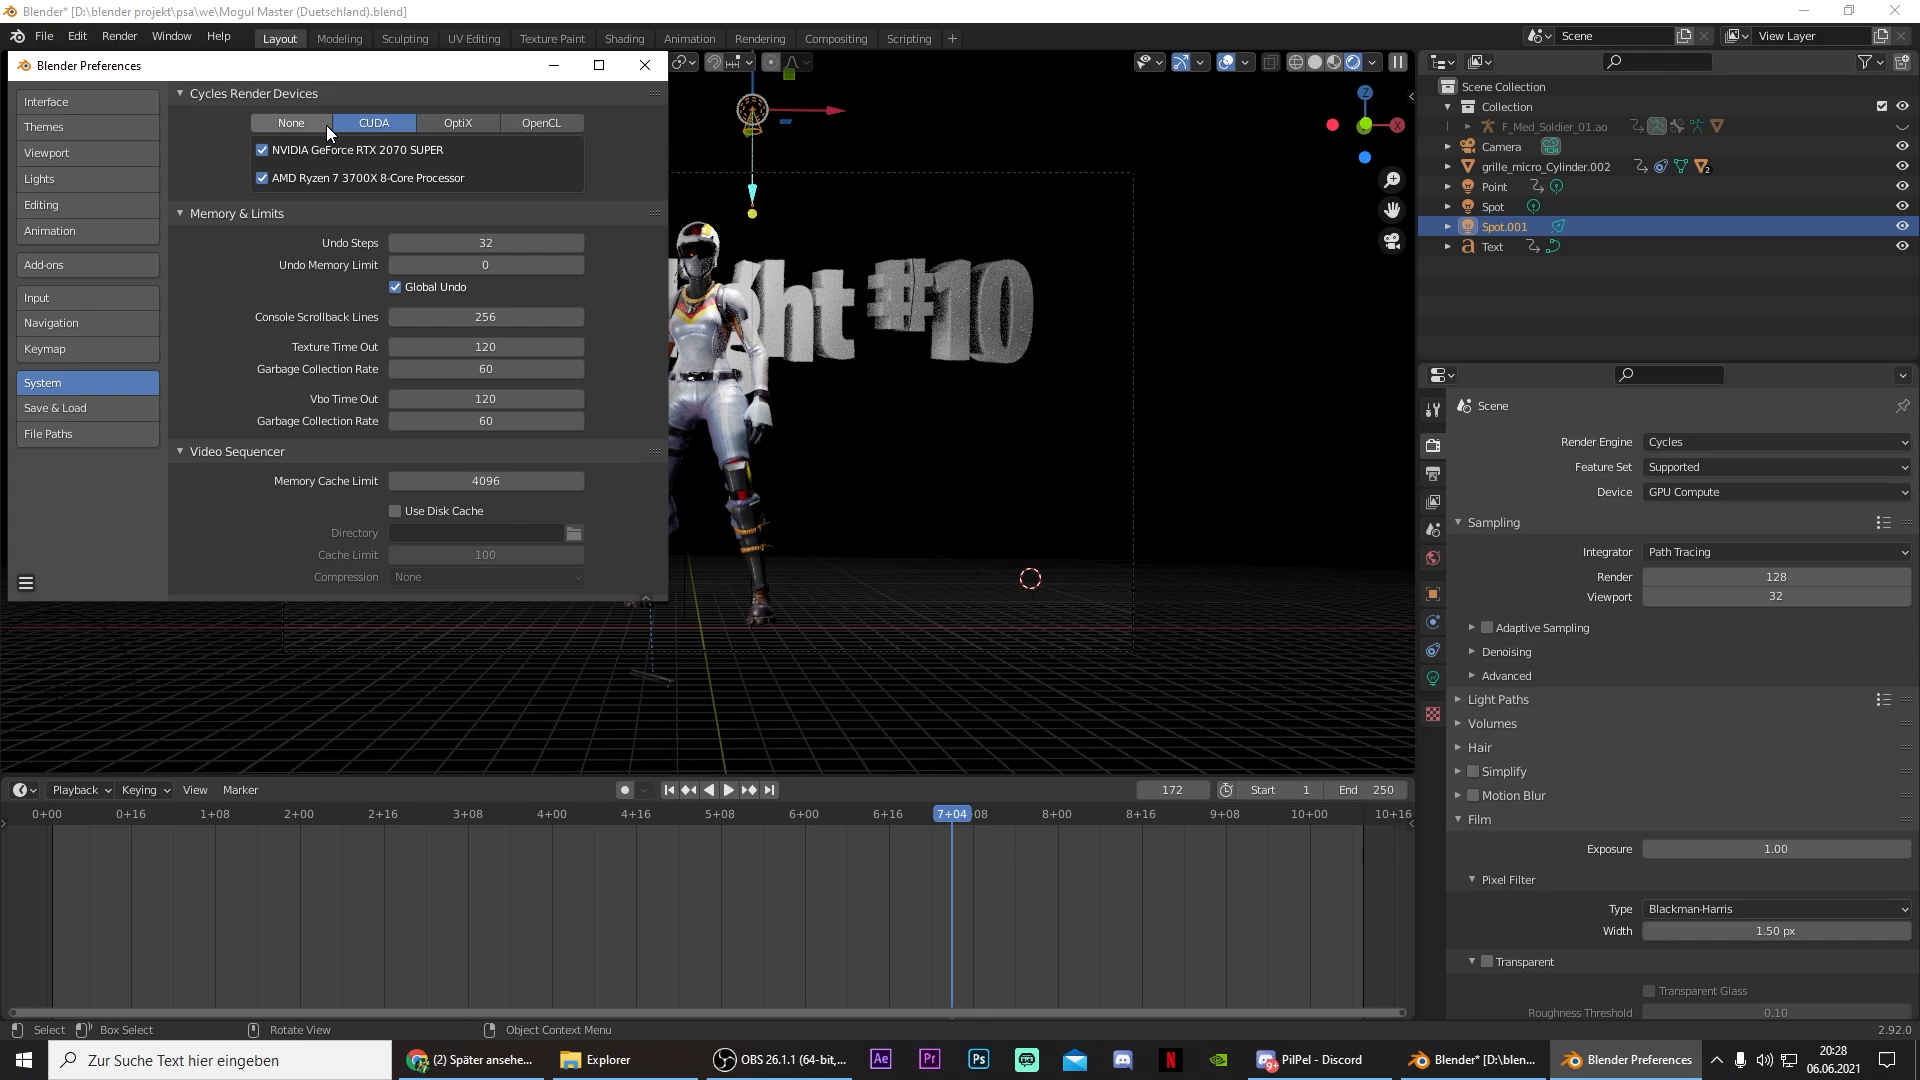 Blender* [D:\blender projekt\psa\we\Mogul Master (Duetschland).blend]
File Edit Render Window Help
Layout Modeling Sculpting UV Editing Texture Paint Shading Animation Rendering Compositing Scripting
Scene
View Layer
Blender Preferences
Interface
Themes
Viewport
Lights
Editing
Animation
Add-ons
Input
Navigation
Keymap
System
Save & Load
File Paths
Cycles Render Devices
None CUDA OptiX OpenCL
NVIDIA GeForce RTX 2070 SUPER
AMD Ryzen 7 3700X 8-Core Processor
Memory & Limits
Undo Steps 32
Undo Memory Limit 0
Global Undo
Console Scrollback Lines 256
Texture Time Out 120
Garbage Collection Rate 60
Vbo Time Out 120
Garbage Collection Rate 60
Video Sequencer
Memory Cache Limit 4096
Use Disk Cache
Directory
Cache Limit 100
Compression None
ght #10
Z
X
Scene Collection
Collection
F_Med_Soldier_01.ao
Camera
grille_micro_Cylinder.002
2
Point
Spot
Spot.001
Text
Scene
Render Engine Cycles
Feature Set Supported
Device GPU Compute
Sampling
Integrator Path Tracing
Render 128
Viewport 32
Adaptive Sampling
Denoising
Advanced
Light Paths
Volumes
Hair
Simplify
Motion Blur
Film
Exposure 1.00
Pixel Filter
Type Blackman-Harris
Width 1.50 px
Transparent
Transparent Glass
Roughness Threshold 0.10
Playback Keying View Marker
172 Start 1 End 250
0+00 0+16 1+08 2+00 2+16 3+08 4+00 4+16 5+08 6+00 6+16 7+04 +08 8+00 8+16 9+08 10+00 10+16
Select Box Select Rotate View Object Context Menu 2.92.0
Zur Suche Text hier eingeben
(2) Später ansehe...
Explorer
OBS 26.1.1 (64-bit,...
Ae
Pr
Ps
N
9+
PilPel - Discord
Blender* [D:\blen...
Blender Preferences
20:28
06.06.2021